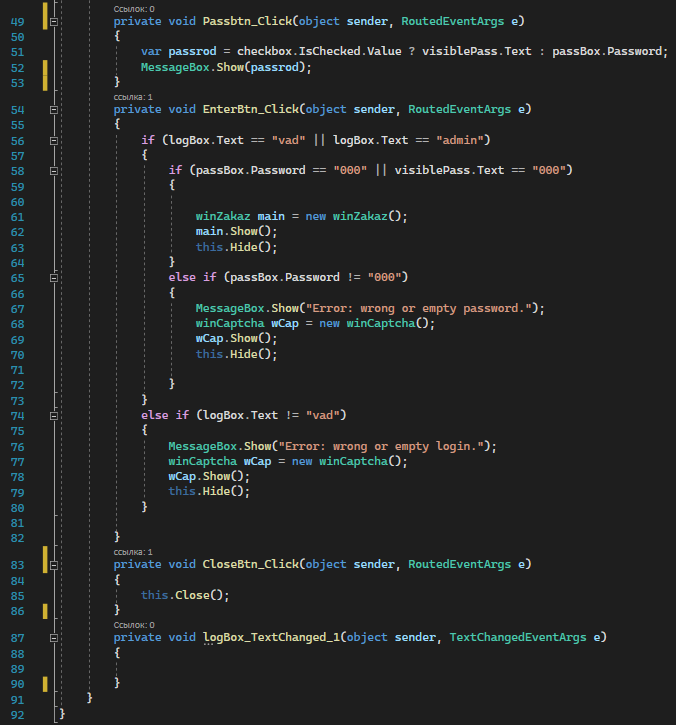 Ссылок: 0
49 private void Passbtn_Click(object sender, RoutedEventArgs e)
50 {
51 var passrod = checkbox.IsChecked.Value ? visiblePass.Text : passBox.Password;
52 MessageBox.Show(passrod);
53 }
ссылка: 1
54 private void EnterBtn_Click(object sender, RoutedEventArgs e)
55 {
56 if (logBox.Text == "vad" || logBox.Text == "admin")
57 {
58 if (passBox.Password == "000" || visiblePass.Text == "000")
59 {
60
61 winZakaz main = new winZakaz();
62 main.Show();
63 this.Hide();
64 }
65 else if (passBox.Password != "000")
66 {
67 MessageBox.Show("Error: wrong or empty password.");
68 winCaptcha wCap = new winCaptcha();
69 wCap.Show();
70 this.Hide();
71
72 }
73 }
74 else if (logBox.Text != "vad")
75 {
76 MessageBox.Show("Error: wrong or empty login.");
77 winCaptcha wCap = new winCaptcha();
78 wCap.Show();
79 this.Hide();
80 }
81
82 }
ссылка: 1
83 private void CloseBtn_Click(object sender, RoutedEventArgs e)
84 {
85 this.Close();
86 }
Ссылок: 0
87 private void logBox_TextChanged_1(object sender, TextChangedEventArgs e)
88 {
89
90 }
91 }
92 }